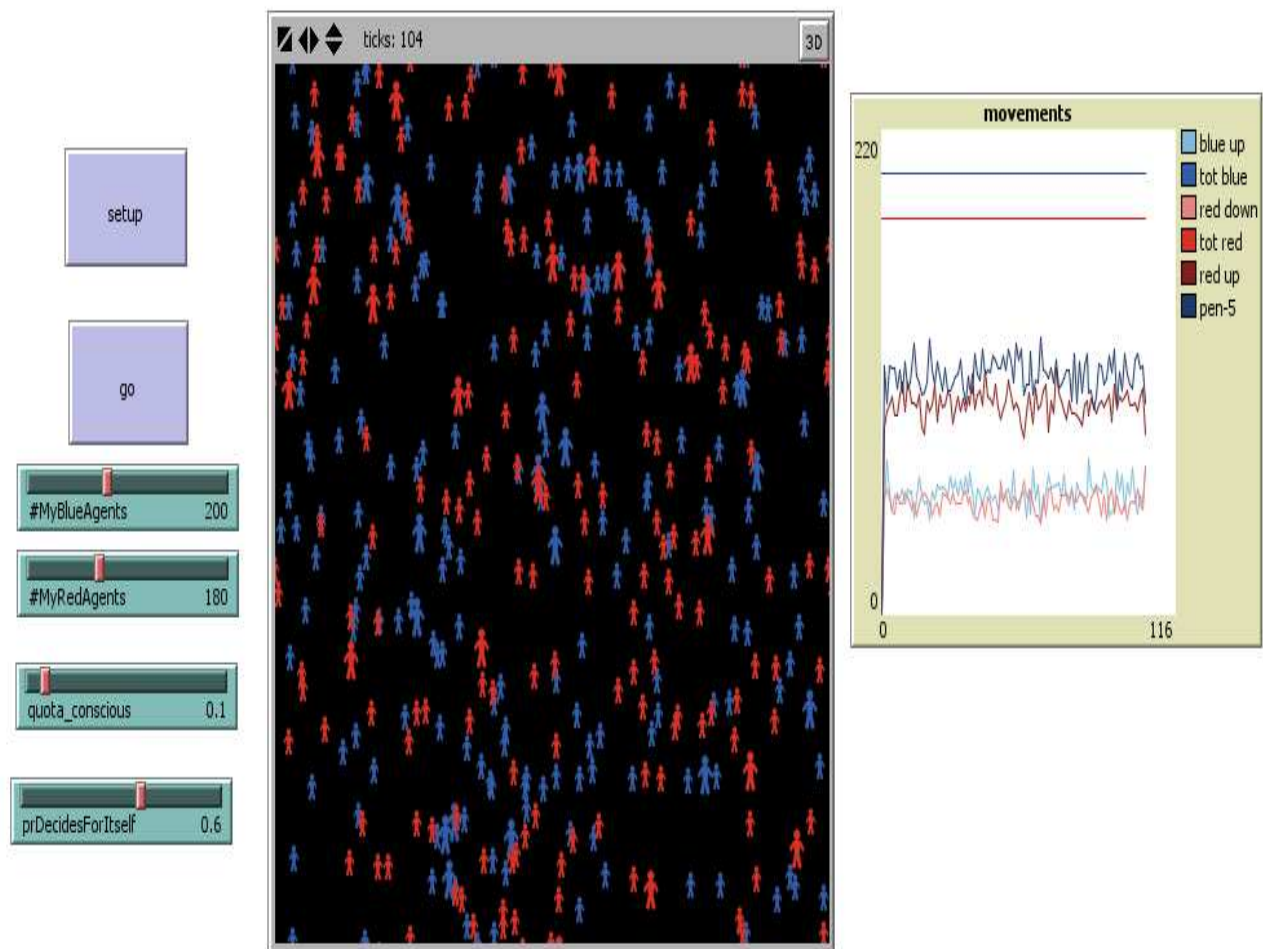 setup
go
#MyBlueAgents 200
#MyRedAgents 180
quota_conscious 0.1
prDecidesForItself 0.6
ticks: 104
3D
movements
220
0
0 116
blue up
tot blue
red down
tot red
red up
pen-5